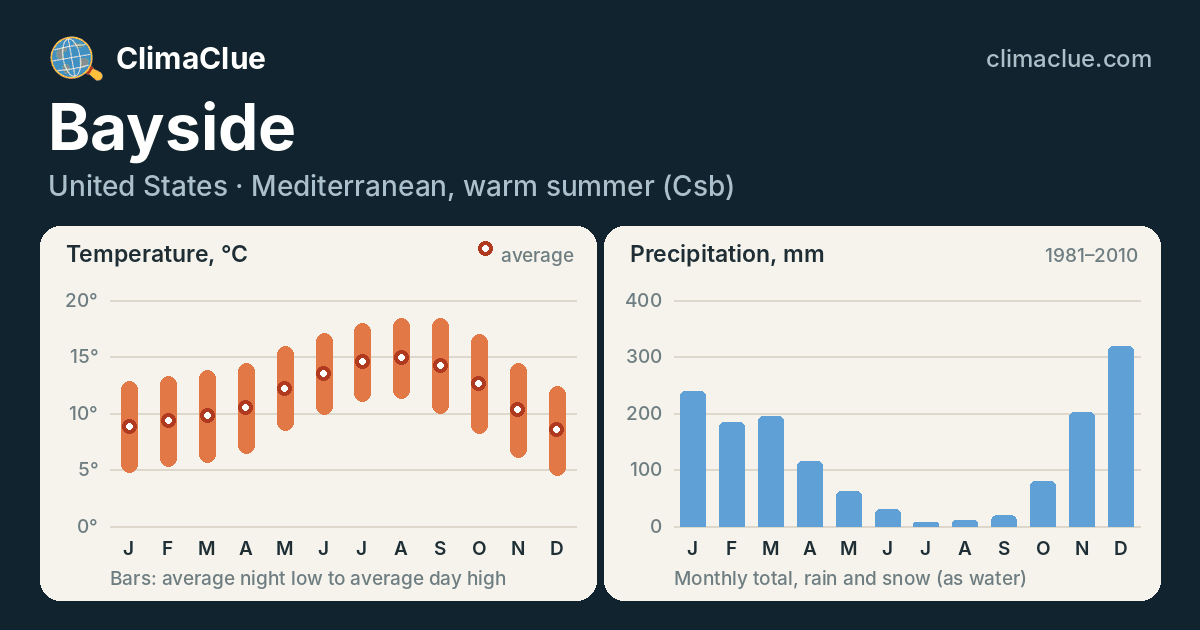 ClimaClue
climaclue.com
Bayside
United States · Mediterranean, warm summer (Csb)
Temperature, °C
average
20°
15°
10°
5°
0°
J F M A M J J A S O N D
Bars: average night low to average day high
Precipitation, mm
1981–2010
400
300
200
100
0
J F M A M J J A S O N D
Monthly total, rain and snow (as water)